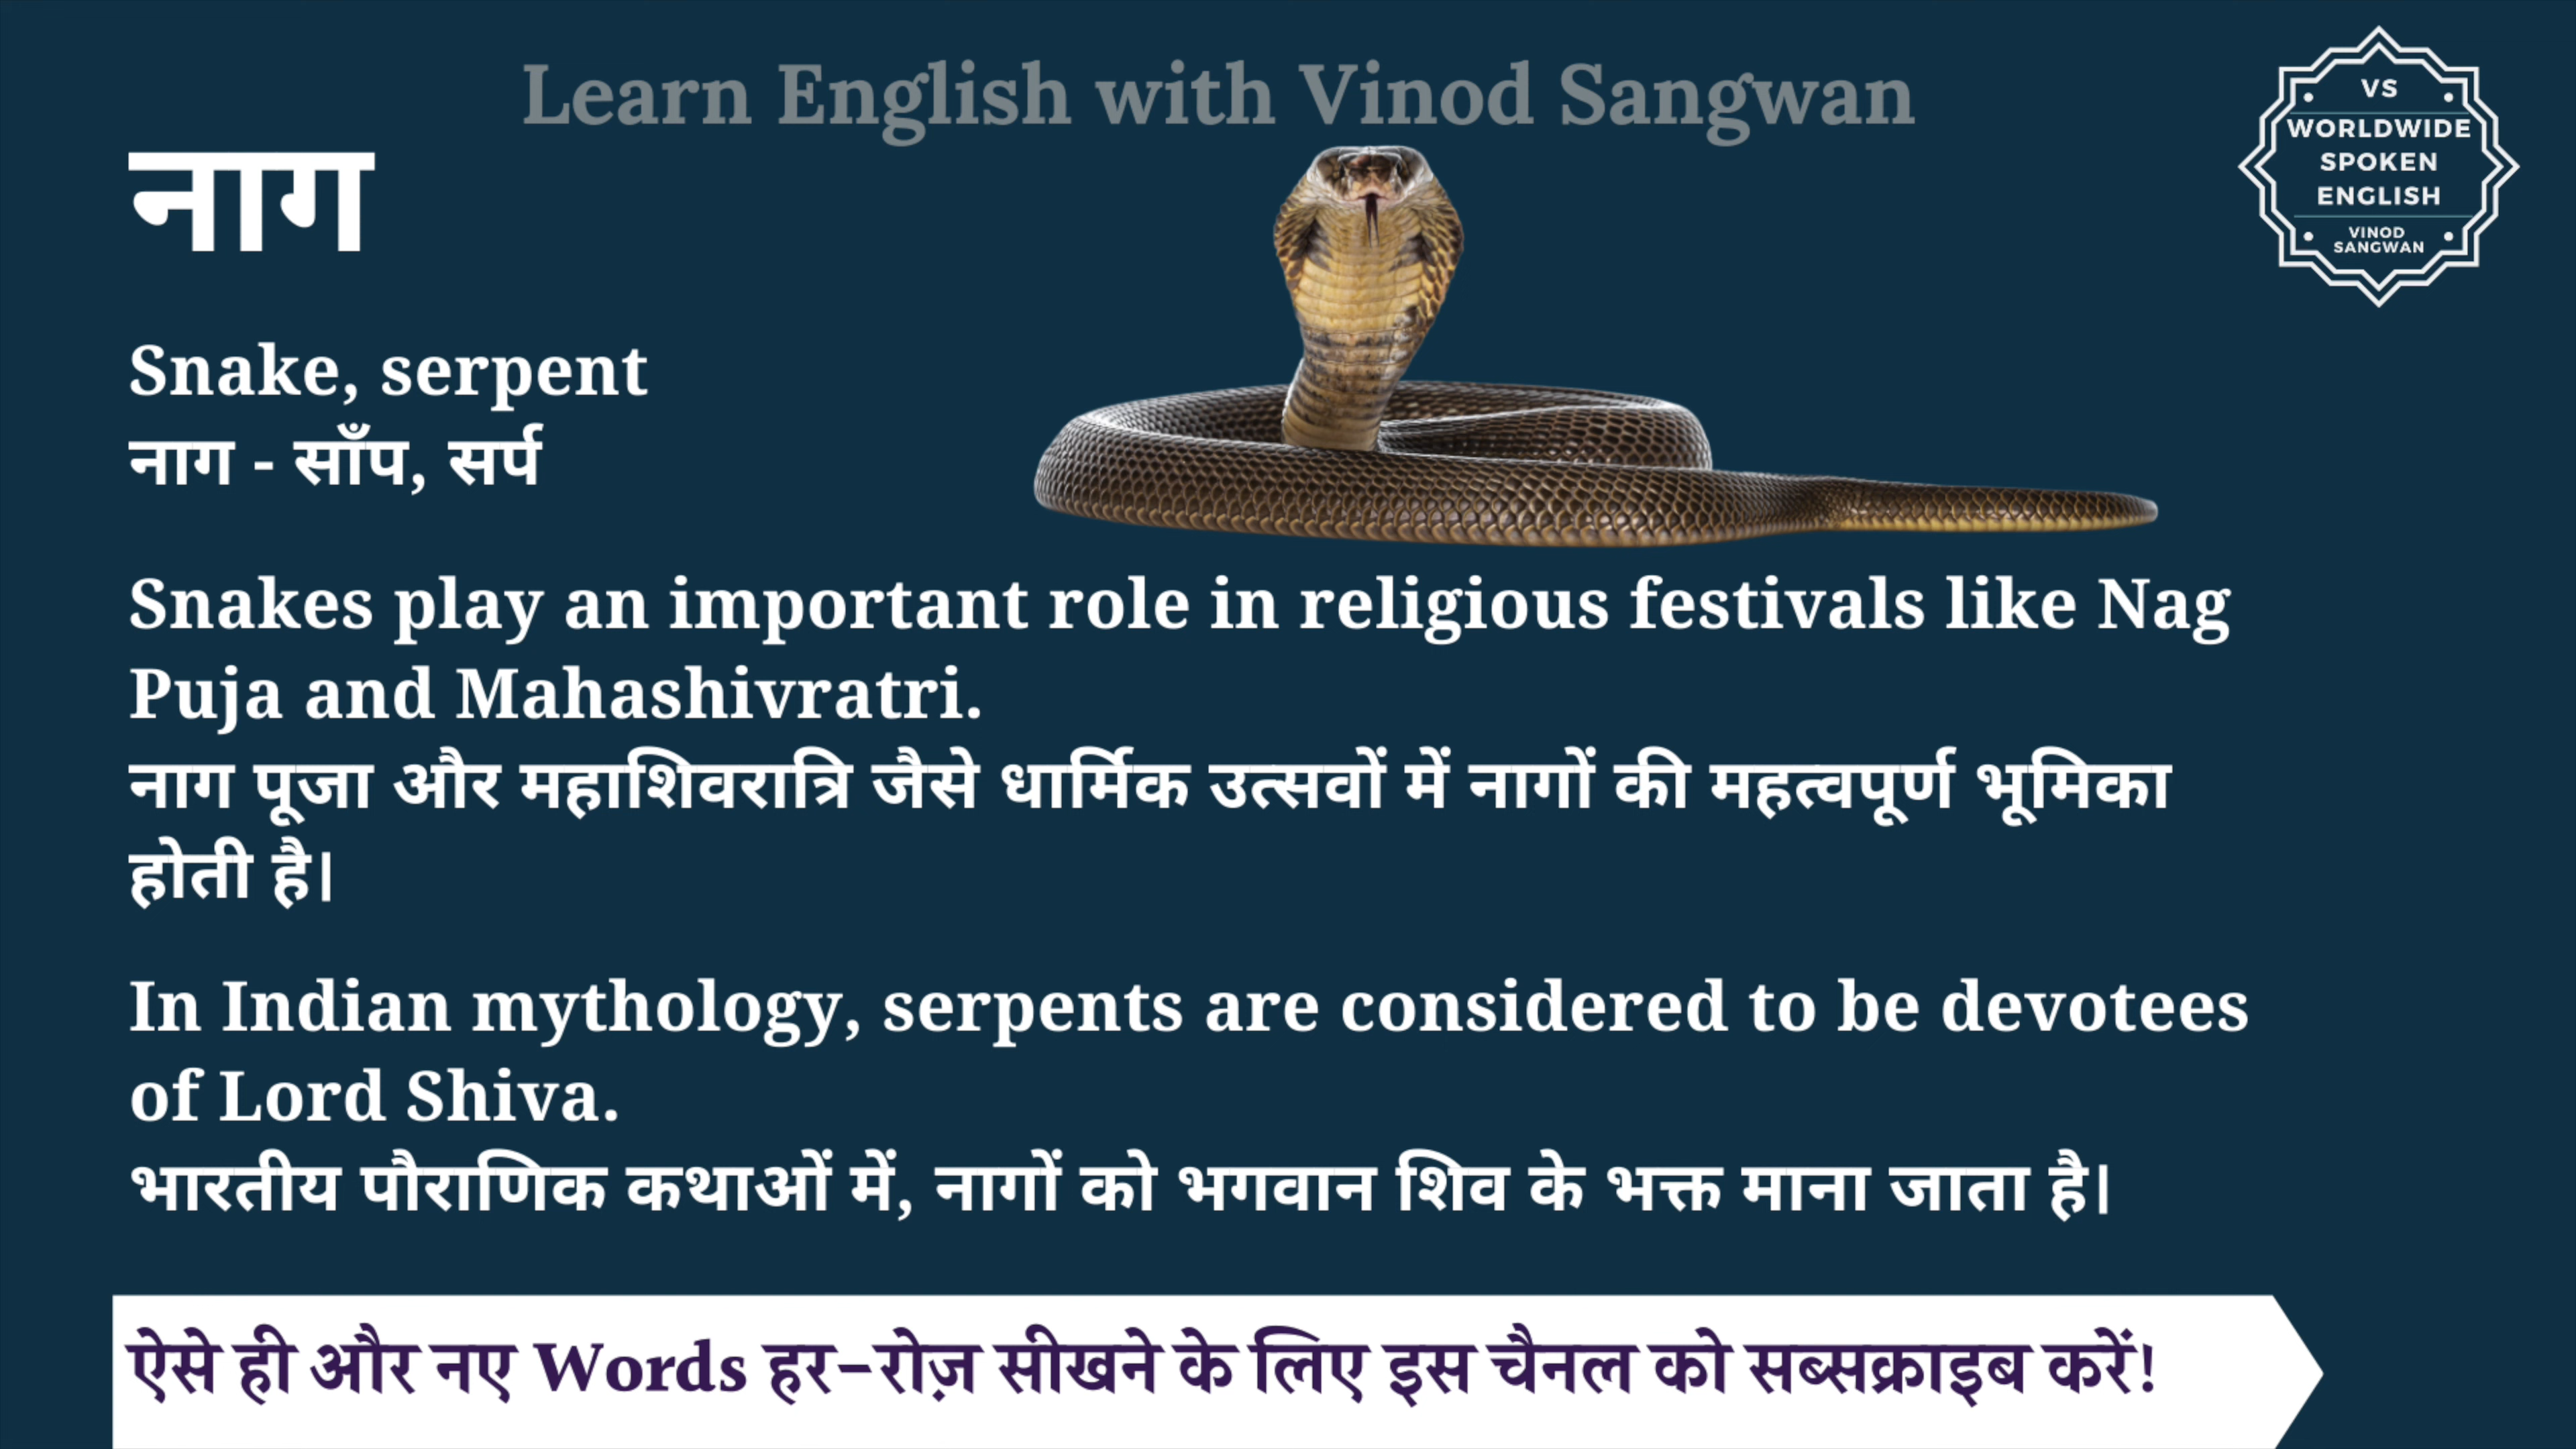 Learn English with Vinod Sangwan
VS
WORLDWIDE
SPOKEN
ENGLISH
VINOD
SANGWAN
नाग
Snake, serpent
नाग - साँप, सर्प
Snakes play an important role in religious festivals like Nag
Puja and Mahashivratri.
नाग पूजा और महाशिवरात्रि जैसे धार्मिक उत्सवों में नागों की महत्वपूर्ण भूमिका
होती है।
In Indian mythology, serpents are considered to be devotees
of Lord Shiva.
भारतीय पौराणिक कथाओं में, नागों को भगवान शिव के भक्त माना जाता है।
ऐसे ही और नए Words हर-रोज़ सीखने के लिए इस चैनल को सब्सक्राइब करें!